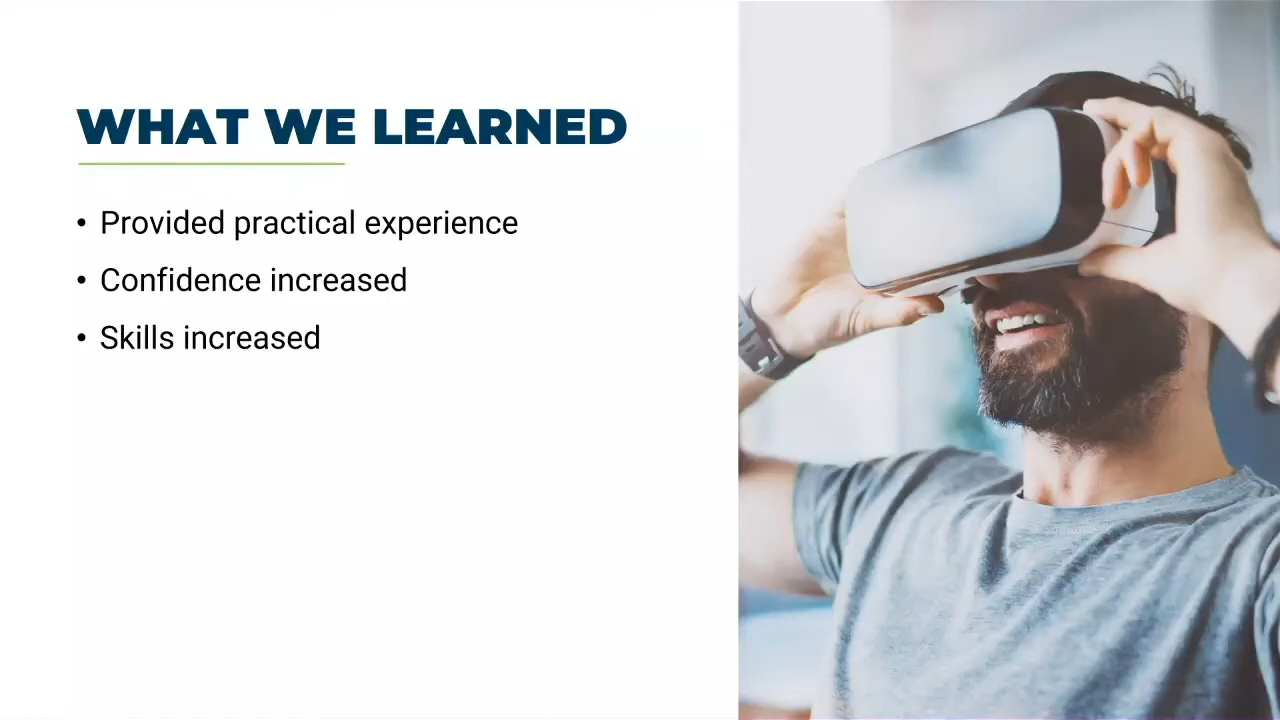 WHAT WE LEARNED
• Provided practical experience
• Confidence increased
• Skills increased